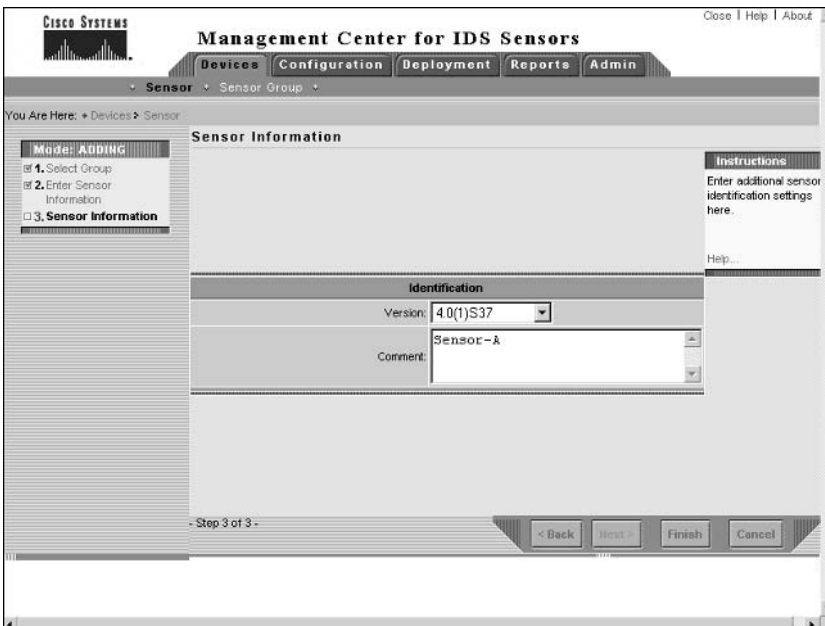 Close | Help | About
CISCO SYSTEMS
Management Center for IDS Sensors
Devices Configuration Deployment Reports Admin
Sensor Sensor Group
You Are Here: Devices Sensor
Mode: ADDING
1. Select Group
2. Enter Sensor
Information
3. Sensor Information
Sensor Information
Identification
Version: 4.0(1)S37
Comment: Sensor-A
Instructions
Enter additional sensor
identification settings
here.
Help...
- Step 3 of 3 -
< Back Next > Finish Cancel